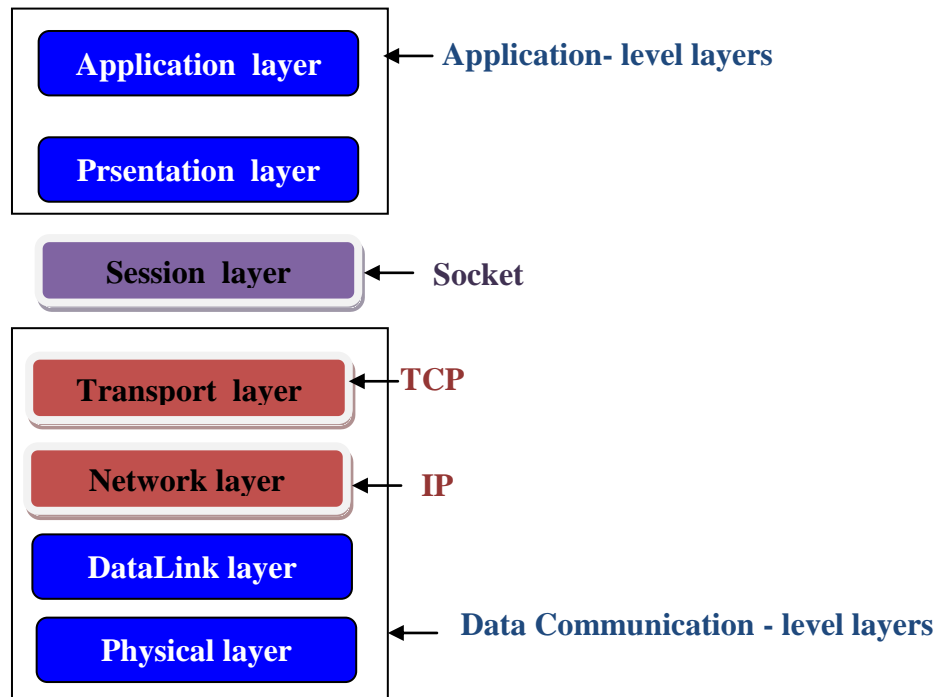 Application layer
Application- level layers
Prsentation layer
Session layer
Socket
Transport layer
TCP
Network layer
IP
DataLink layer
Data Communication - level layers
Physical layer